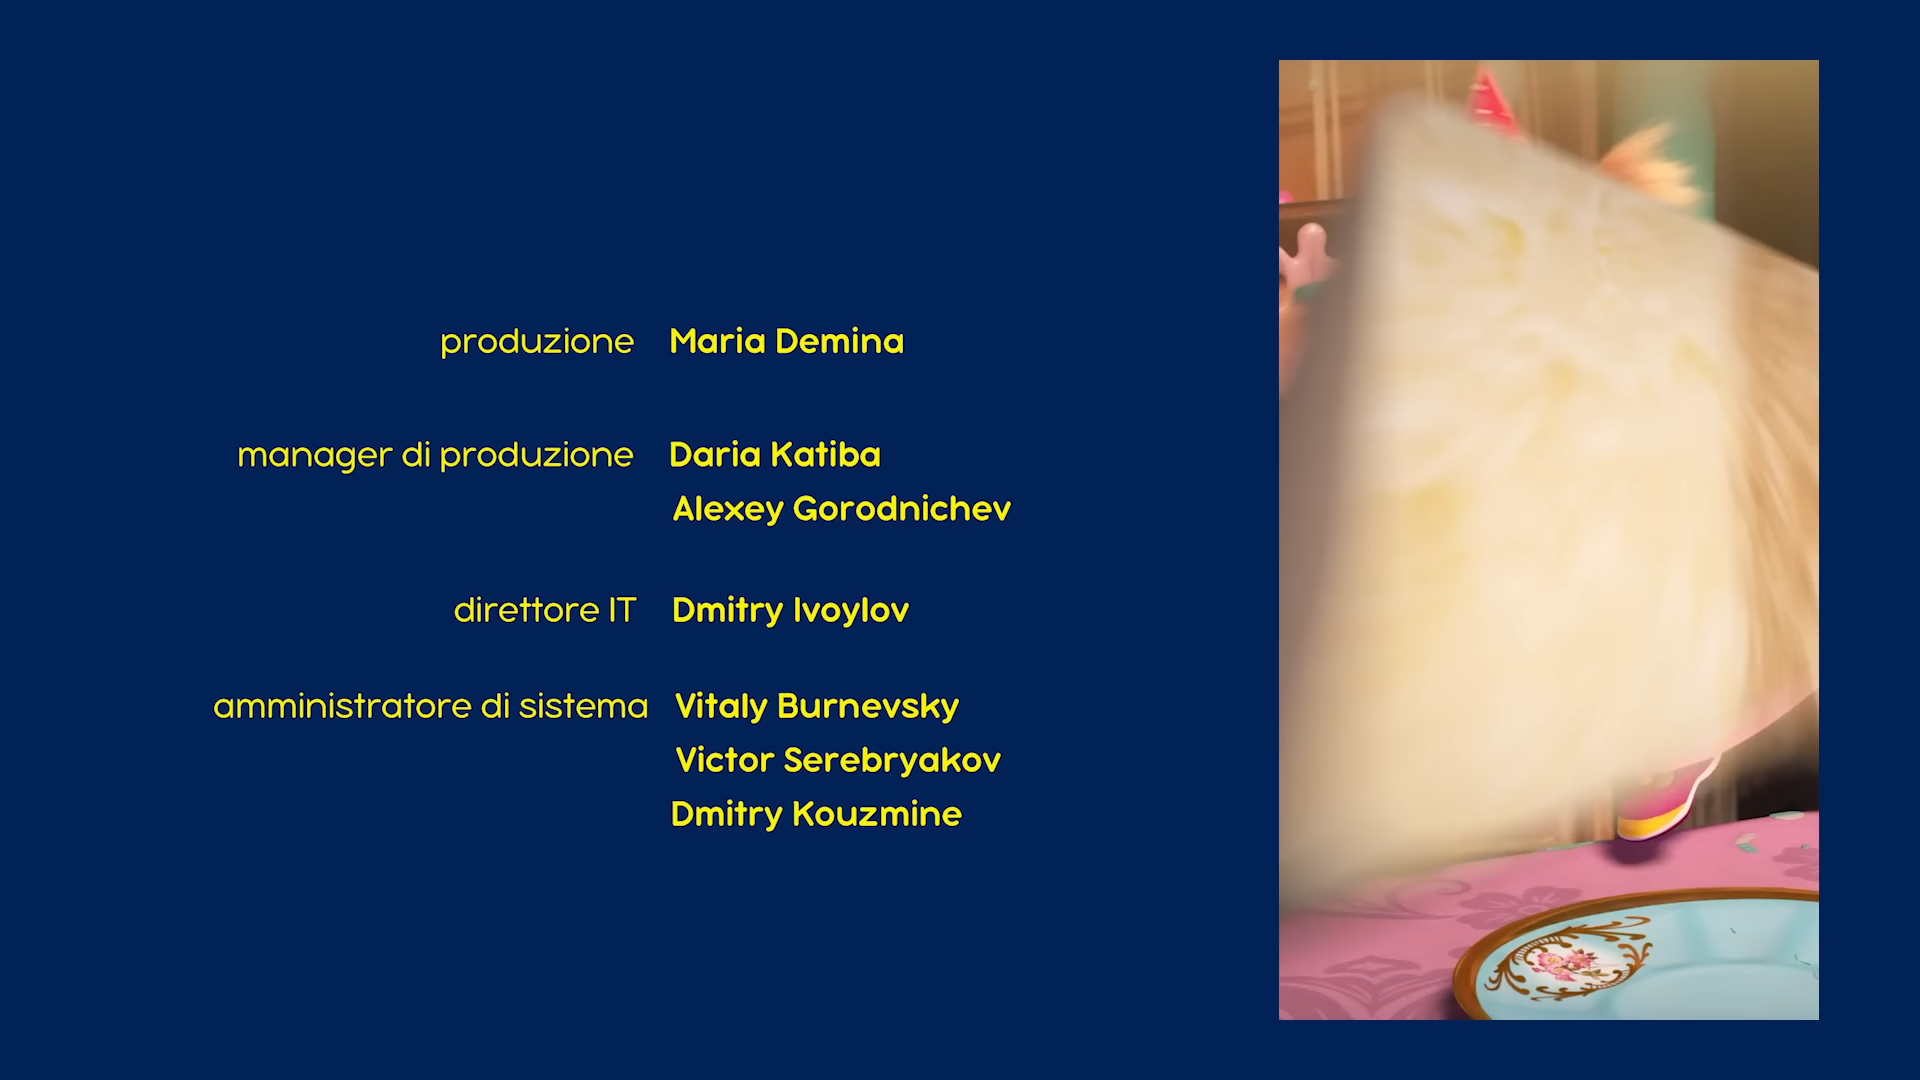 produzione Maria Demina
manager di produzione Daria Katiba
Alexey Gorodnichev
direttore IT Dmitry Ivoylov
amministratore di sistema Vitaly Burnevsky
Victor Serebryakov
Dmitry Kouzmine